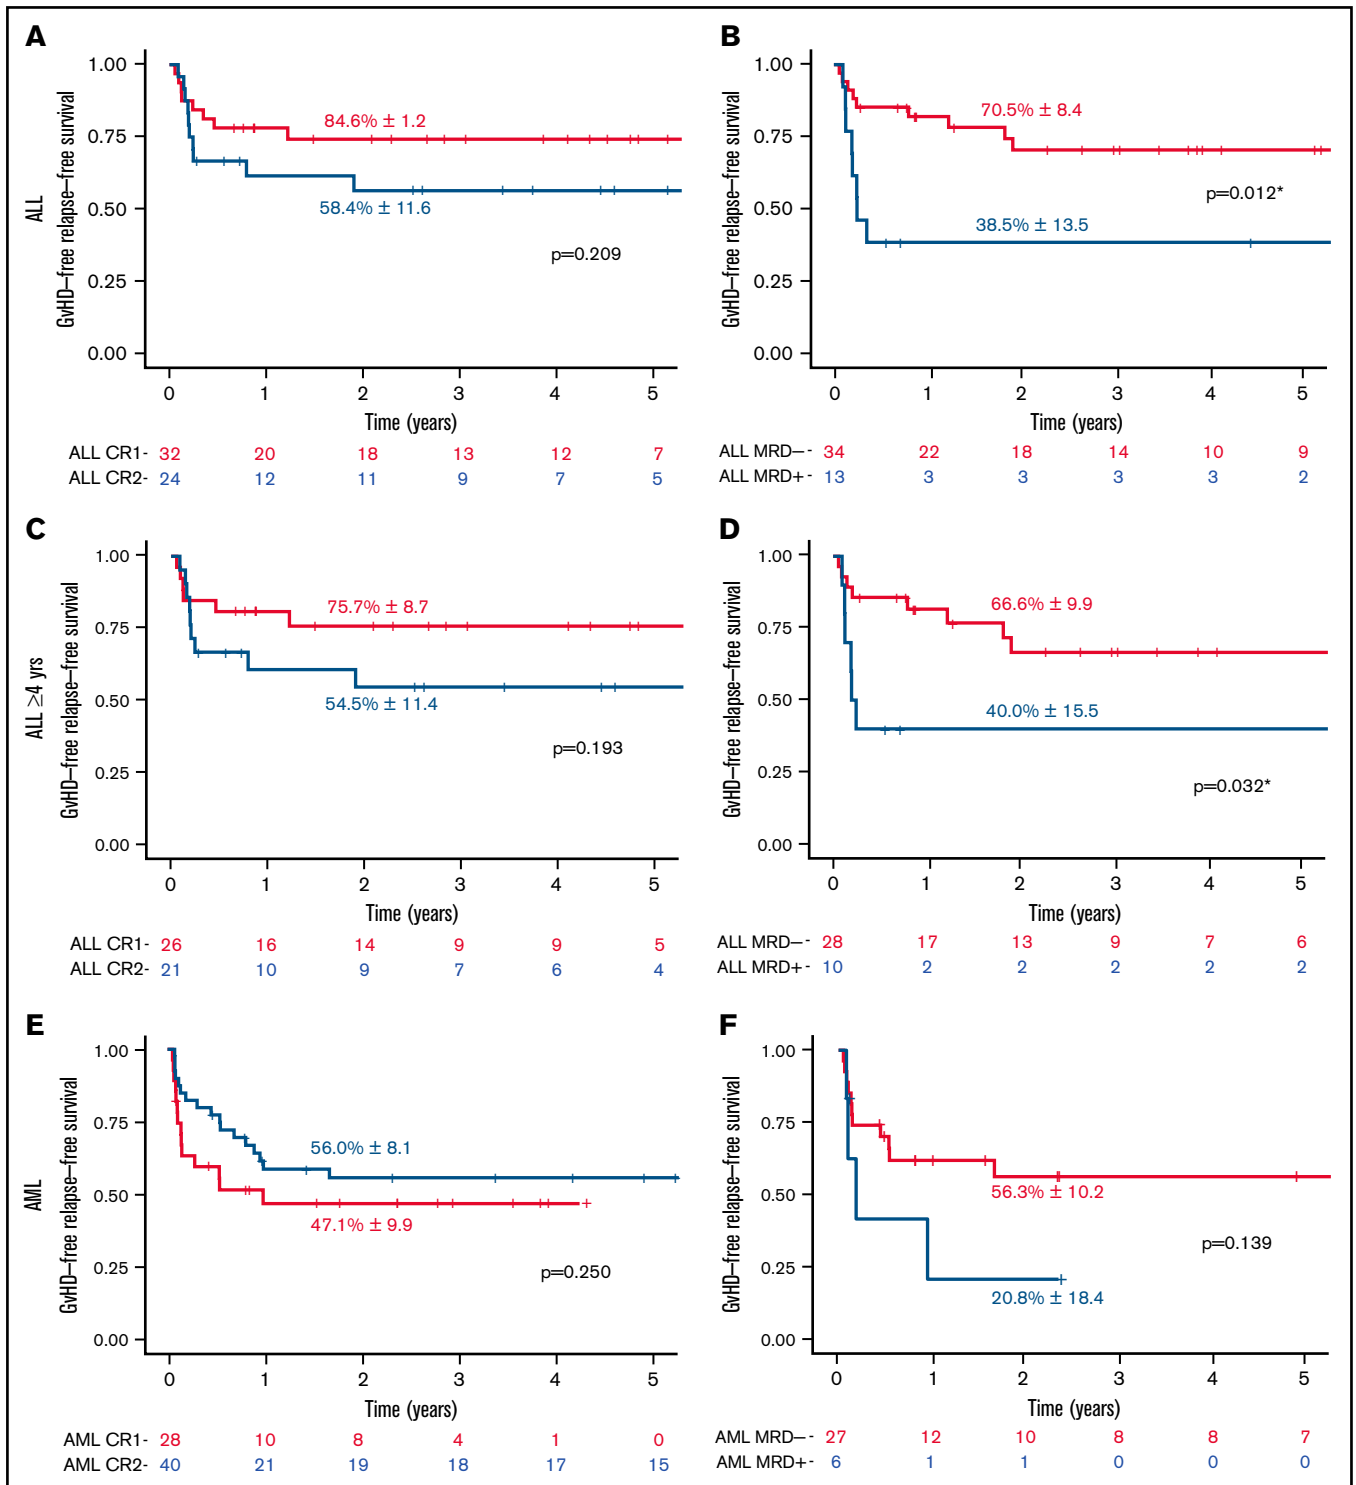 A
GvHD–free relapse–free survival
ALL
1.00
0.75
0.50
0.25
0.00
84.6% ± 1.2
58.4% ± 11.6
p=0.209
0 1 2 3 4 5
Time (years)
ALL CR1- 32 20 18 13 12 7
ALL CR2- 24 12 11 9 7 5
B
GvHD–free relapse–free survival
1.00
0.75
0.50
0.25
0.00
70.5% ± 8.4
p=0.012*
38.5% ± 13.5
0 1 2 3 4 5
Time (years)
ALL MRD–- 34 22 18 14 10 9
ALL MRD+- 13 3 3 3 3 2
C
GvHD–free relapse–free survival
ALL ≥4 yrs
1.00
0.75
0.50
0.25
0.00
75.7% ± 8.7
54.5% ± 11.4
p=0.193
0 1 2 3 4 5
Time (years)
ALL CR1- 26 16 14 9 9 5
ALL CR2- 21 10 9 7 6 4
D
GvHD–free relapse–free survival
1.00
0.75
0.50
0.25
0.00
66.6% ± 9.9
40.0% ± 15.5
p=0.032*
0 1 2 3 4 5
Time (years)
ALL MRD–- 28 17 13 9 7 6
ALL MRD+- 10 2 2 2 2 2
E
GvHD–free relapse–free survival
AML
1.00
0.75
0.50
0.25
0.00
56.0% ± 8.1
47.1% ± 9.9
p=0.250
0 1 2 3 4 5
Time (years)
AML CR1- 28 10 8 4 1 0
AML CR2- 40 21 19 18 17 15
F
GvHD–free relapse–free survival
1.00
0.75
0.50
0.25
0.00
56.3% ± 10.2
p=0.139
20.8% ± 18.4
0 1 2 3 4 5
Time (years)
AML MRD–- 27 12 10 8 8 7
AML MRD+- 6 1 1 0 0 0